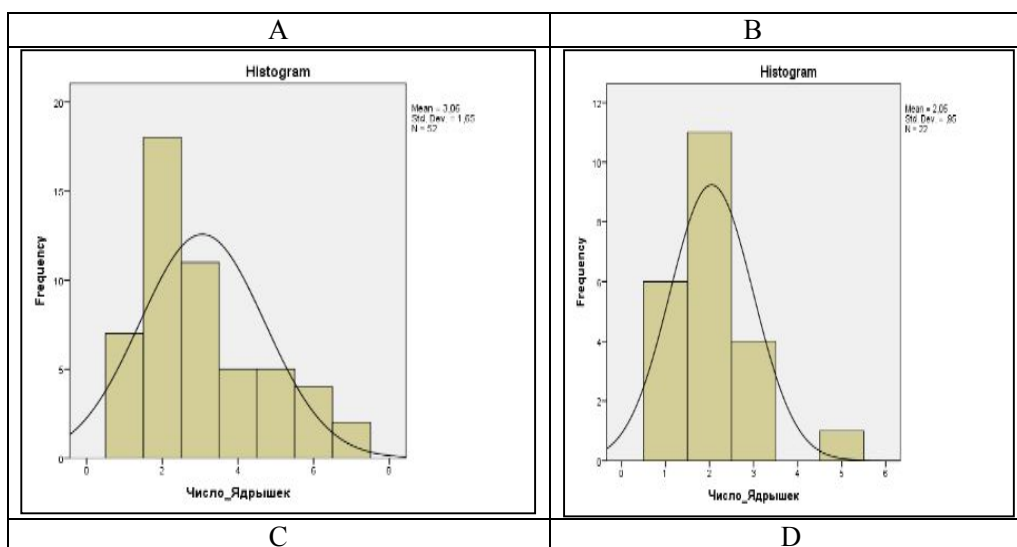 A
B
Histogram
Mean = 3,06
Std. Dev. = 1,65
N = 52
20
15
10
5
0
Frequency
0 2 4 6 8
Число_Ядрышек
Histogram
Mean = 2,05
Std. Dev. = ,95
N = 22
12
10
8
6
4
2
0
Frequency
0 1 2 3 4 5 6
Число_Ядрышек
C
D